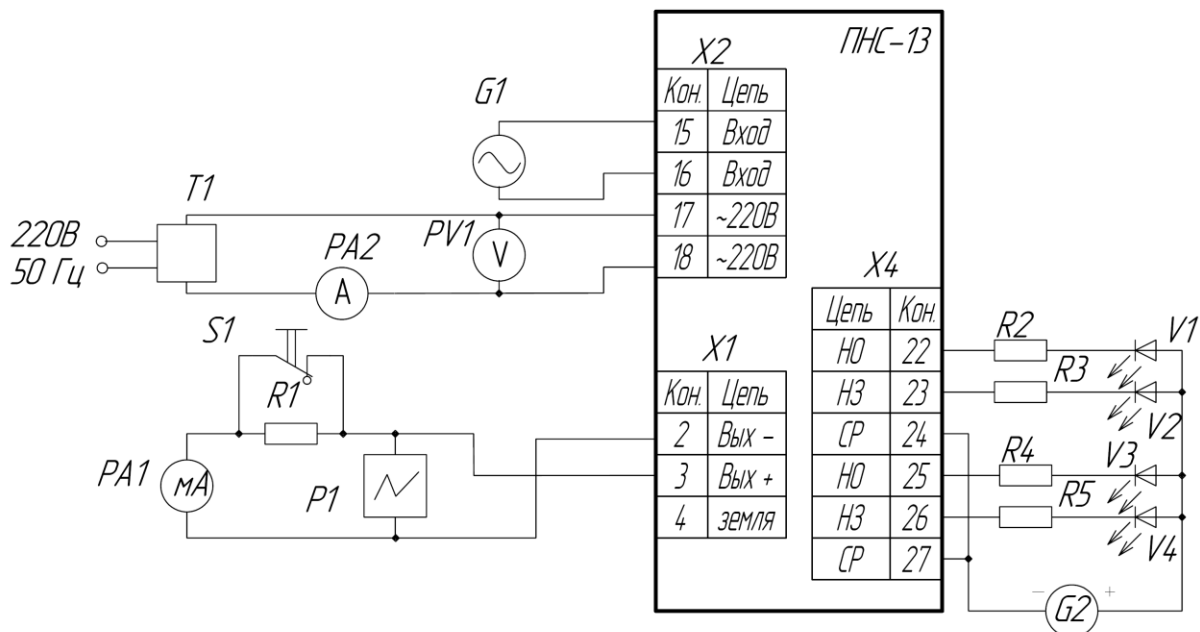 ПНС-13
X2
Кон. Цепь
15 Вход
16 Вход
17 ~220В
18 ~220В
G1
T1
220В
50 Гц
PV1
V
PA2
A
S1
R1
PA1
мА
P1
X1
Кон. Цепь
2 Вых -
3 Вых +
4 земля
X4
Цепь Кон.
НО 22
НЗ 23
СР 24
НО 25
НЗ 26
СР 27
R2
V1
R3
V2
R4
V3
R5
V4
- G2 +